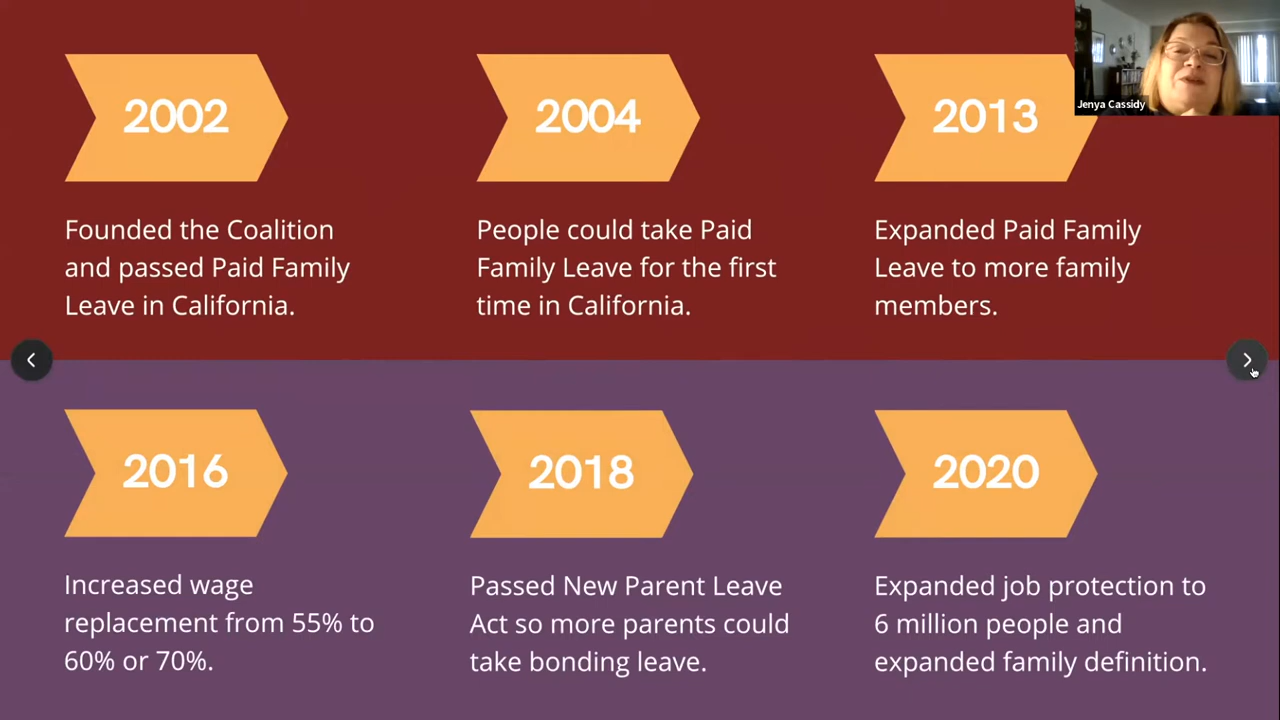 2002
Founded the Coalition
and passed Paid Family
Leave in California.
2004
People could take Paid
Family Leave for the first
time in California.
2013
Expanded Paid Family
Leave to more family
members.
Jenya Cassidy
2016
Increased wage
replacement from 55% to
60% or 70%.
2018
Passed New Parent Leave
Act so more parents could
take bonding leave.
2020
Expanded job protection to
6 million people and
expanded family definition.